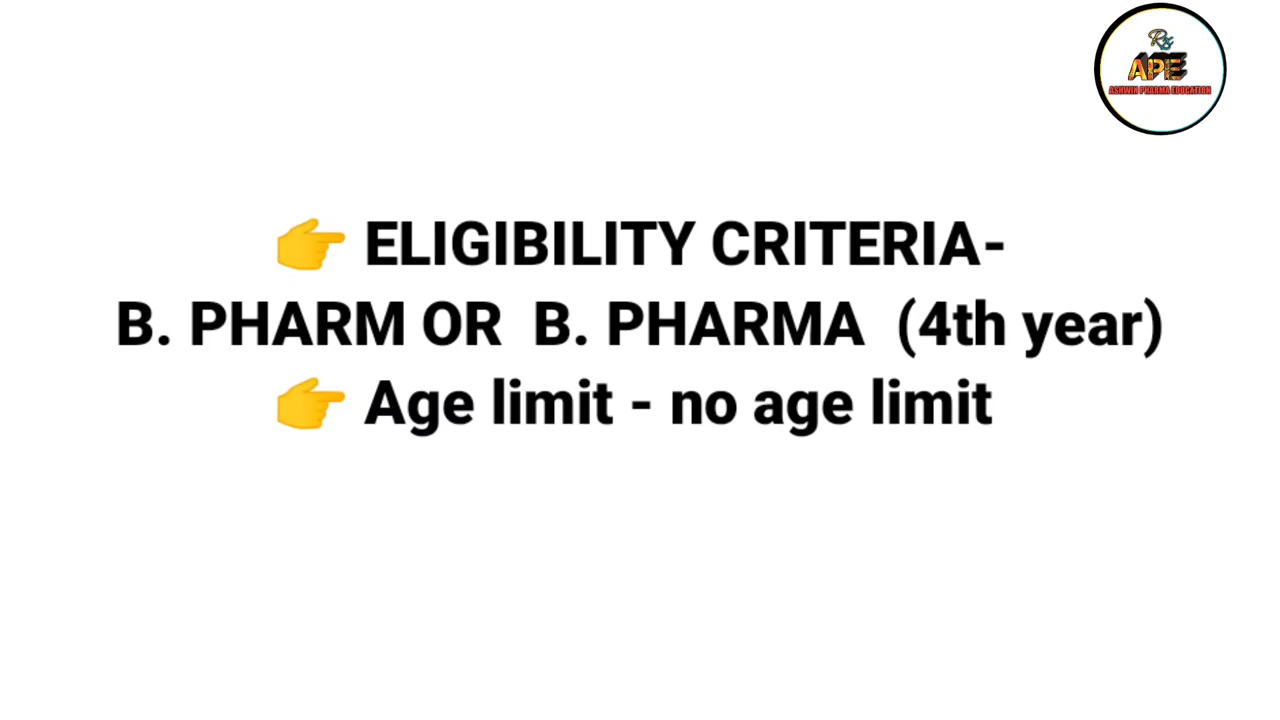 Rx
APE
ASHWIN PHARMA EDUCATION
👉 ELIGIBILITY CRITERIA-
B. PHARM OR B. PHARMA (4th year)
👉 Age limit - no age limit